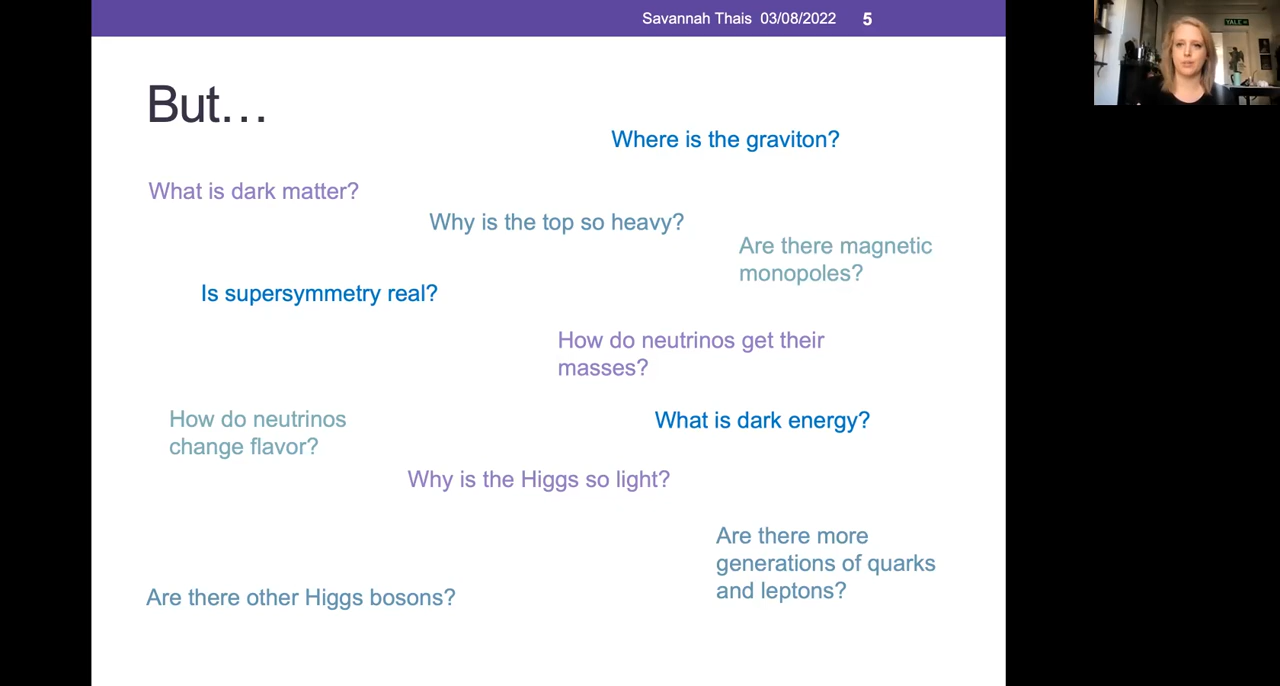 Savannah Thais 03/08/2022 5
YALE
But…
Where is the graviton?
What is dark matter?
Why is the top so heavy?
Are there magnetic
monopoles?
Is supersymmetry real?
How do neutrinos get their
masses?
How do neutrinos
change flavor?
What is dark energy?
Why is the Higgs so light?
Are there more
generations of quarks
and leptons?
Are there other Higgs bosons?